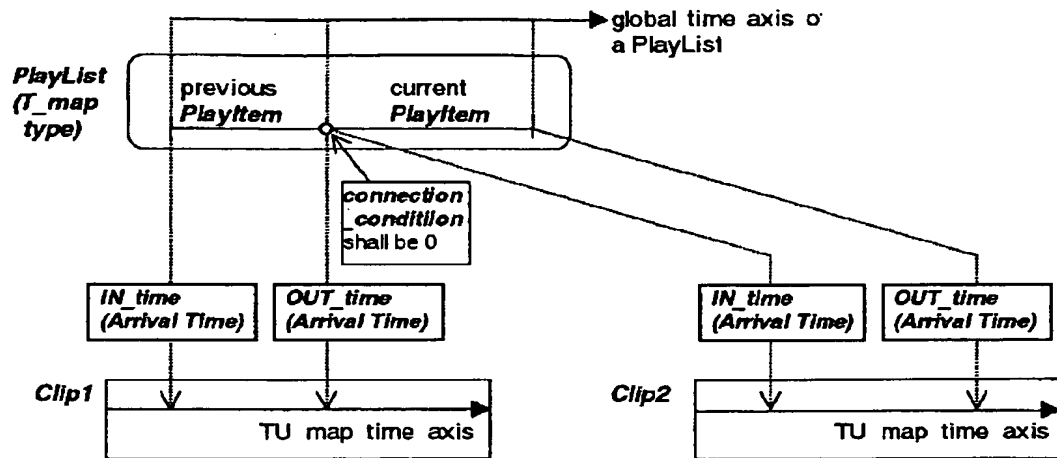 global time axis o
a PlayList
PlayList
(T_map
type)
previous
PlayItem
current
PlayItem
connection
_conditilon
shall be 0
IN_time
(Arrival Time)
OUT_time
(Arrival Time)
IN_time
(Arrival Time)
OUT_time
(Arrival Time)
Clip1
TU map time axis
Clip2
TU map time axis